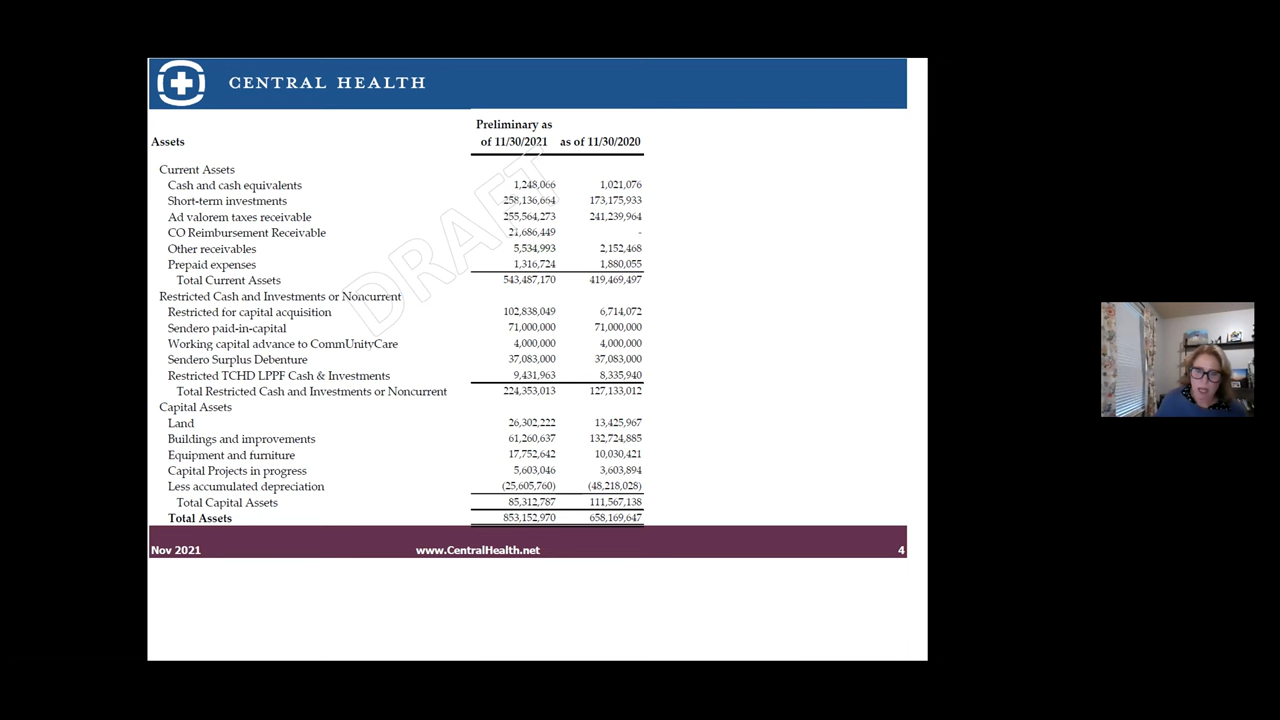 CENTRAL HEALTH
Preliminary as
Assets of 11/30/2021 as of 11/30/2020
Current Assets
Cash and cash equivalents 1,248,066 1,021,076
Short-term investments 258,136,664 173,175,933
Ad valorem taxes receivable 255,564,273 241,239,964
CO Reimbursement Receivable 21,686,449 -
Other receivables 5,534,993 2,152,468
Prepaid expenses 1,316,724 1,880,055
Total Current Assets 543,487,170 419,469,497
Restricted Cash and Investments or Noncurrent
Restricted for capital acquisition 102,838,049 6,714,072
Sendero paid-in-capital 71,000,000 71,000,000
Working capital advance to CommUnityCare 4,000,000 4,000,000
Sendero Surplus Debenture 37,083,000 37,083,000
Restricted TCHD LPPF Cash & Investments 9,431,963 8,335,940
Total Restricted Cash and Investments or Noncurrent 224,353,013 127,133,012
Capital Assets
Land 26,302,222 13,425,967
Buildings and improvements 61,260,637 132,724,885
Equipment and furniture 17,752,642 10,030,421
Capital Projects in progress 5,603,046 3,603,894
Less accumulated depreciation (25,605,760) (48,218,028)
Total Capital Assets 85,312,787 111,567,138
Total Assets 853,152,970 658,169,647
DRAFT
Nov 2021 www.CentralHealth.net 4